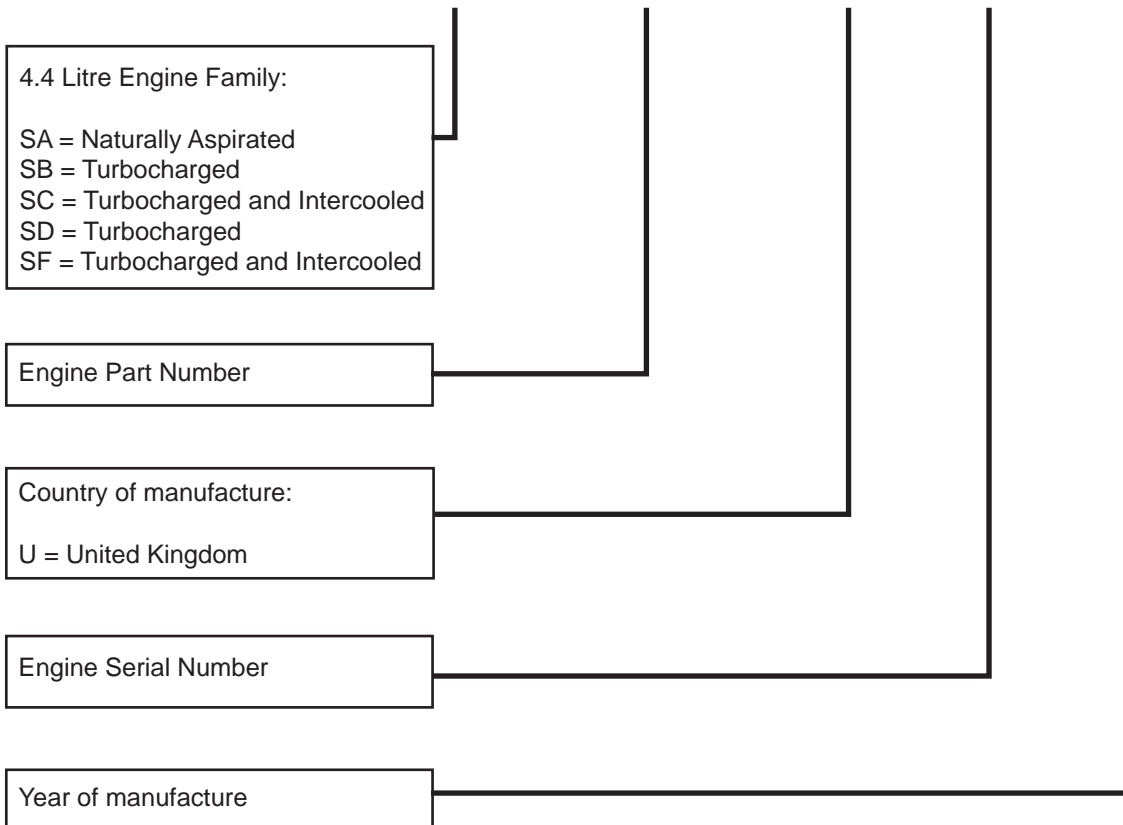 4.4 Litre Engine Family:
SA = Naturally Aspirated
SB = Turbocharged
SC = Turbocharged and Intercooled
SD = Turbocharged
SF = Turbocharged and Intercooled
Engine Part Number
Country of manufacture:
U = United Kingdom
Engine Serial Number
Year of manufacture